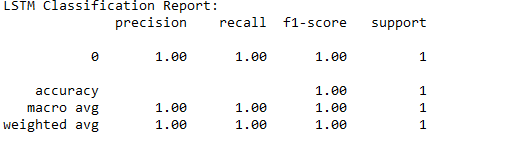 LSTM Classification Report:
precision recall f1-score support
0 1.00 1.00 1.00 1
accuracy 1.00 1
macro avg 1.00 1.00 1.00 1
weighted avg 1.00 1.00 1.00 1